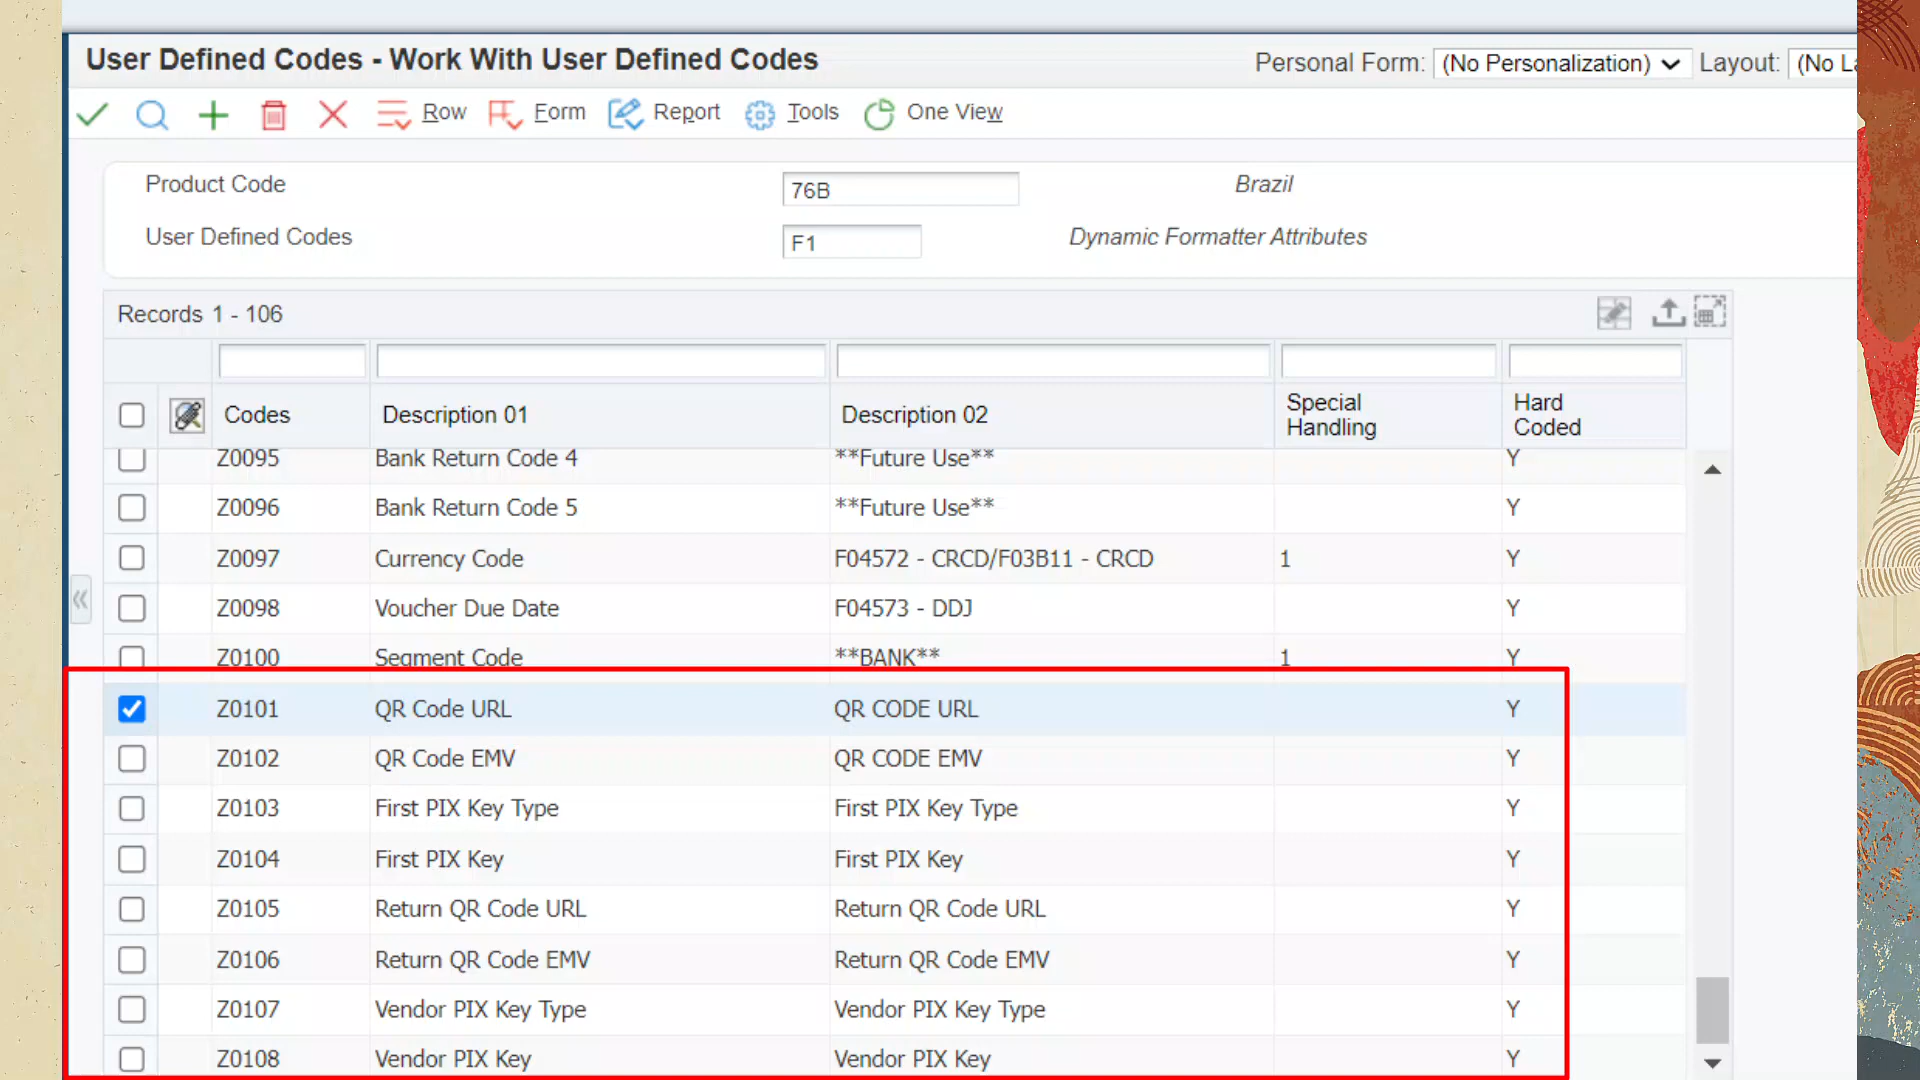 User Defined Codes - Work With User Defined Codes
Personal Form: (No Personalization) Layout: (No L
Row Form Report Tools One View
Product Code 76B Brazil
User Defined Codes F1 Dynamic Formatter Attributes
Records 1 - 106
Codes Description 01 Description 02 Special Handling Hard Coded
Z0095 Bank Return Code 4 **Future Use** Y
Z0096 Bank Return Code 5 **Future Use** Y
Z0097 Currency Code F04572 - CRCD/F03B11 - CRCD 1 Y
Z0098 Voucher Due Date F04573 - DDJ Y
Z0100 Segment Code **BANK** 1 Y
Z0101 QR Code URL QR CODE URL Y
Z0102 QR Code EMV QR CODE EMV Y
Z0103 First PIX Key Type First PIX Key Type Y
Z0104 First PIX Key First PIX Key Y
Z0105 Return QR Code URL Return QR Code URL Y
Z0106 Return QR Code EMV Return QR Code EMV Y
Z0107 Vendor PIX Key Type Vendor PIX Key Type Y
Z0108 Vendor PIX Key Vendor PIX Key Y